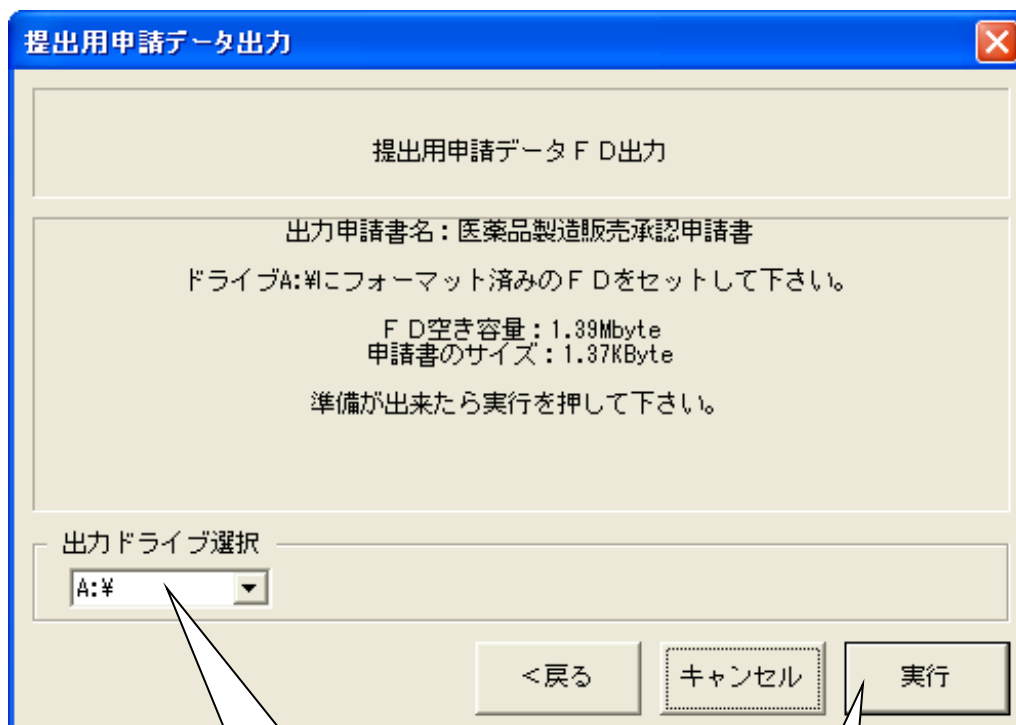 提出用申請データ出力
提出用申請データＦＤ出力
出力申請書名：医薬品製造販売承認申請書
ドライブA:¥にフォーマット済みのＦＤをセットして下さい。
ＦＤ空き容量：1.39Mbyte
申請書のサイズ：1.37KByte
準備が出来たら実行を押して下さい。
出力ドライブ選択
A:¥
<戻る
キャンセル
実行